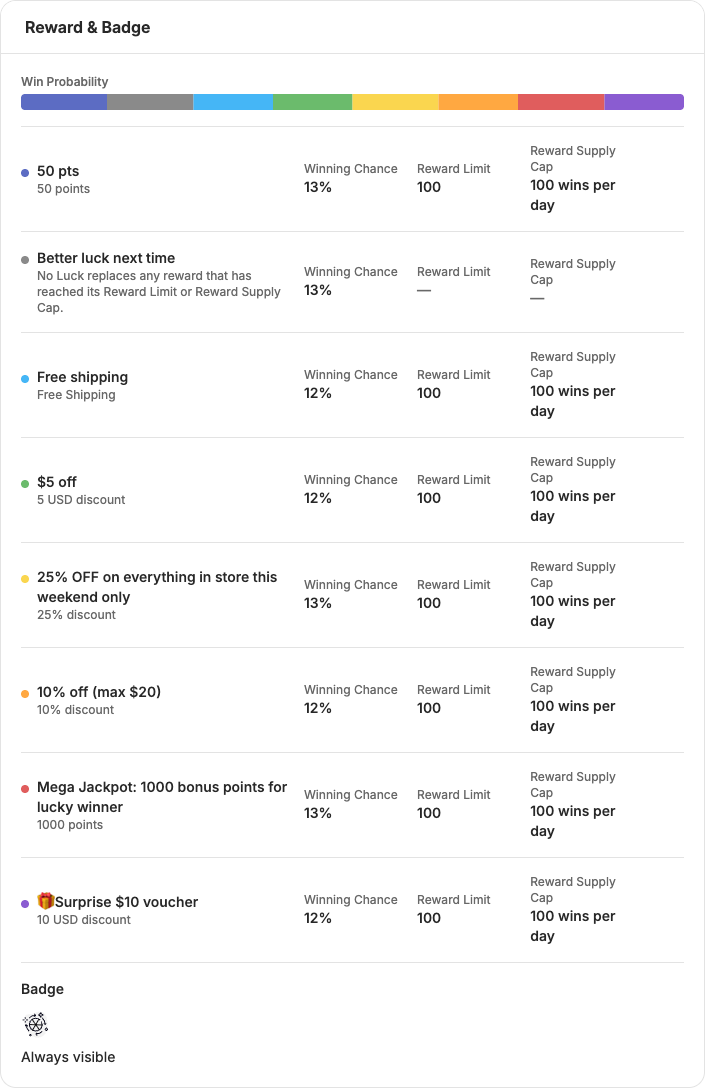 Reward & Badge
Win Probability
50 pts
50 points
Winning Chance
13%
Reward Limit
100
Reward Supply
Cap
100 wins per
day
Better luck next time
No Luck replaces any reward that has
reached its Reward Limit or Reward Supply
Cap.
Winning Chance
13%
Reward Limit
—
Reward Supply
Cap
—
Free shipping
Free Shipping
Winning Chance
12%
Reward Limit
100
Reward Supply
Cap
100 wins per
day
$5 off
5 USD discount
Winning Chance
12%
Reward Limit
100
Reward Supply
Cap
100 wins per
day
25% OFF on everything in store this
weekend only
25% discount
Winning Chance
13%
Reward Limit
100
Reward Supply
Cap
100 wins per
day
10% off (max $20)
10% discount
Winning Chance
12%
Reward Limit
100
Reward Supply
Cap
100 wins per
day
Mega Jackpot: 1000 bonus points for
lucky winner
1000 points
Winning Chance
13%
Reward Limit
100
Reward Supply
Cap
100 wins per
day
🎁Surprise $10 voucher
10 USD discount
Winning Chance
12%
Reward Limit
100
Reward Supply
Cap
100 wins per
day
Badge
Always visible